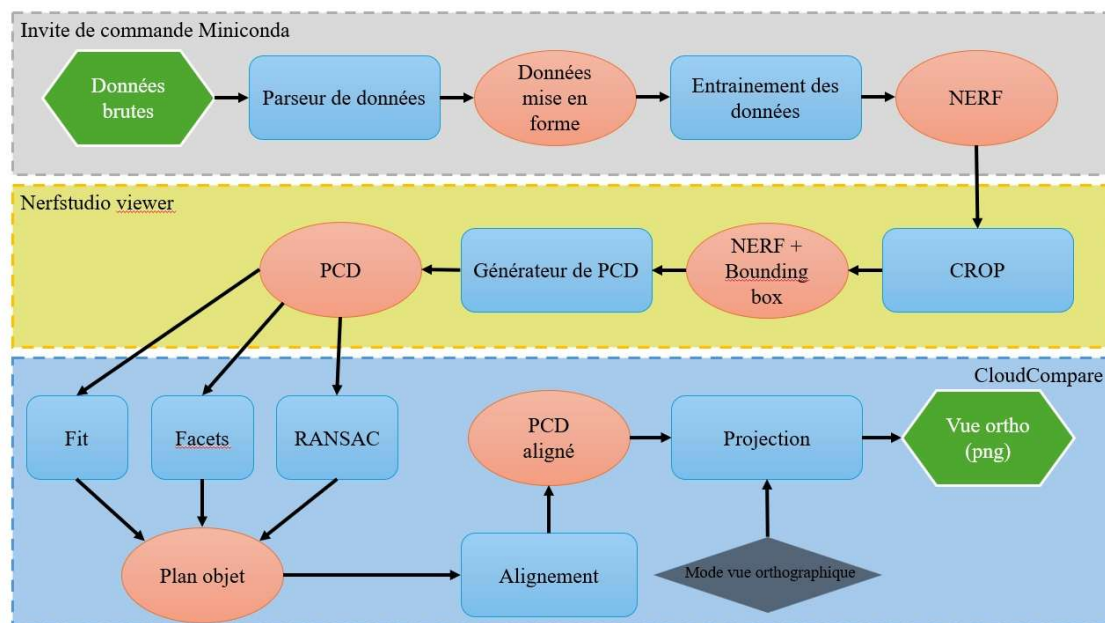 Invite de commande Miniconda
Données
brutes
Parseur de données
Données
mise en
forme
Entrainement des
données
NERF
Nerfstudio viewer
PCD
Générateur de PCD
NERF +
Bounding
box
CROP
CloudCompare
Fit
Facets
RANSAC
PCD
aligné
Projection
Vue ortho
(png)
Plan objet
Alignement
Mode vue orthographique